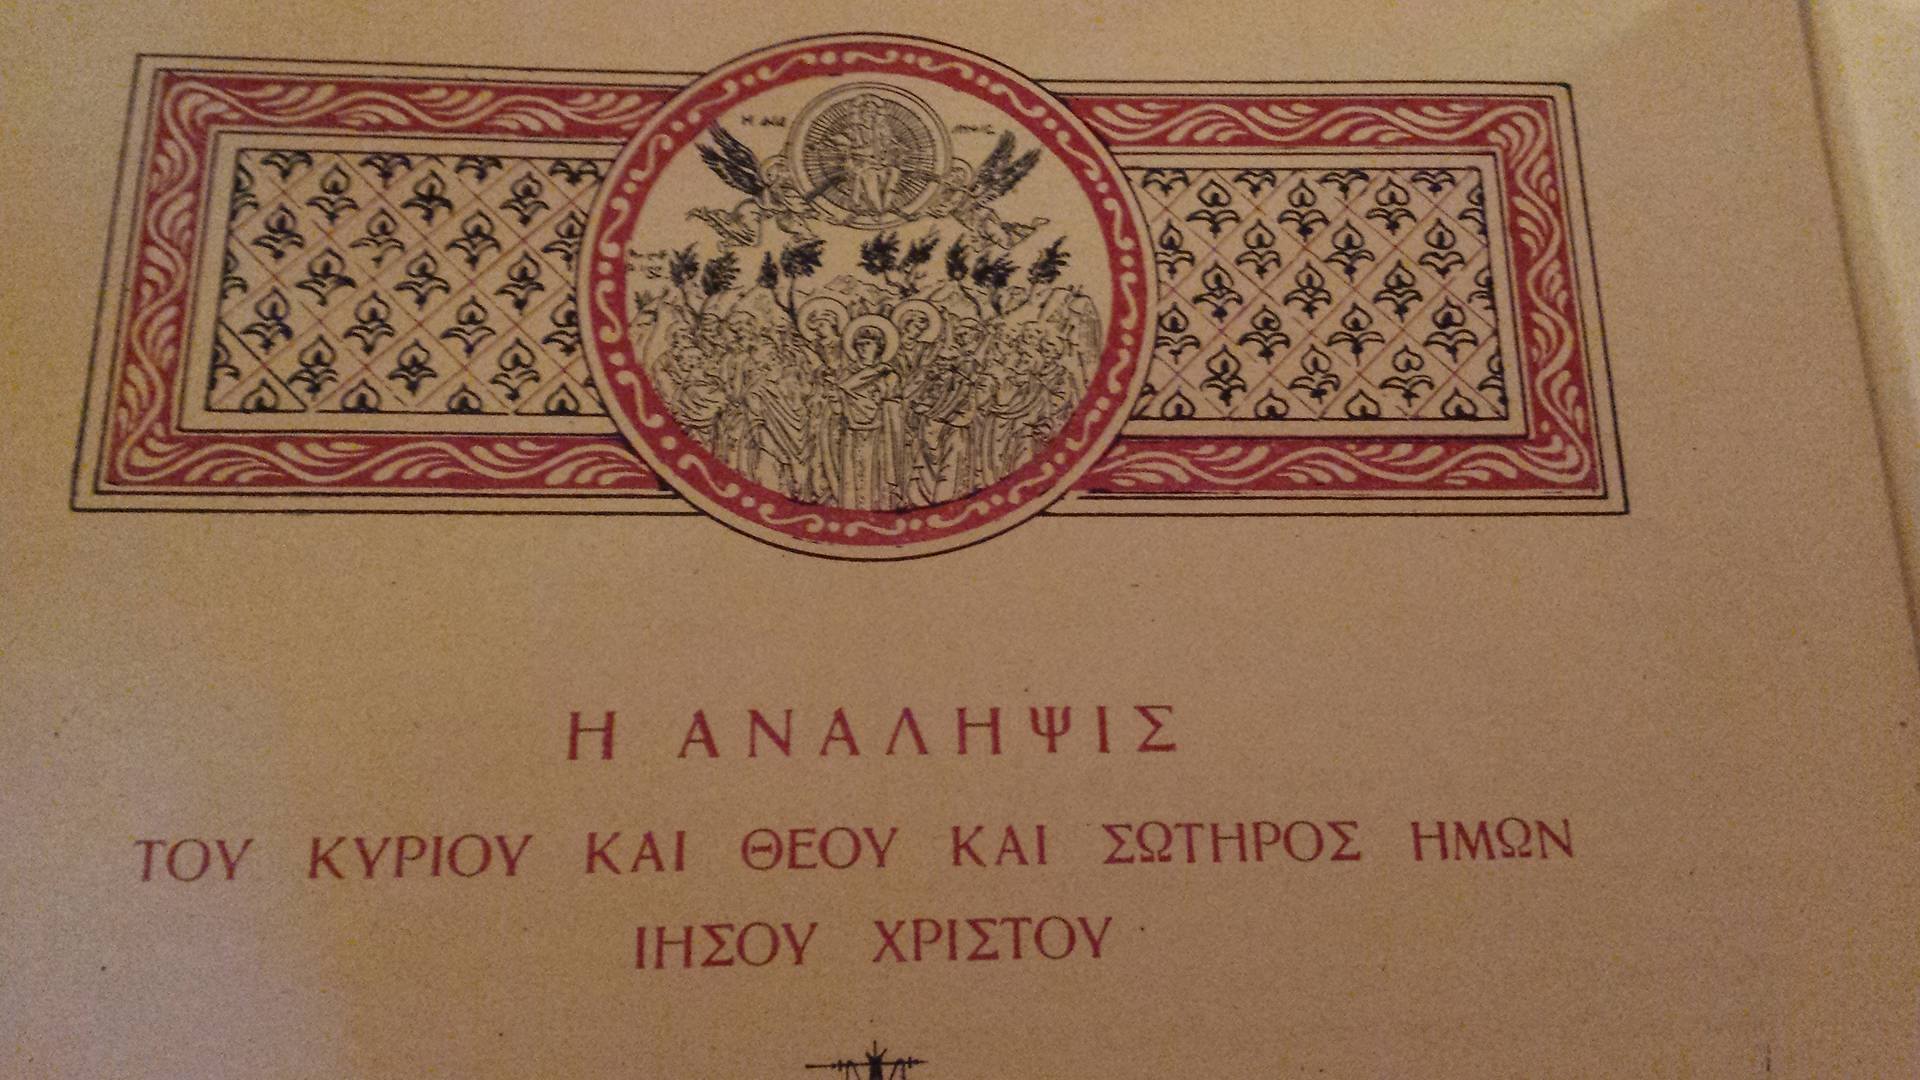 Η ΑΝΑΛΗΨΙΣ
ΤΟΥ ΚΥΡΙΟΥ ΚΑΙ ΘΕΟΥ ΚΑΙ ΣΩΤΗΡΟΣ ΗΜΩΝ
ΙΗΣΟΥ ΧΡΙΣΤΟΥ